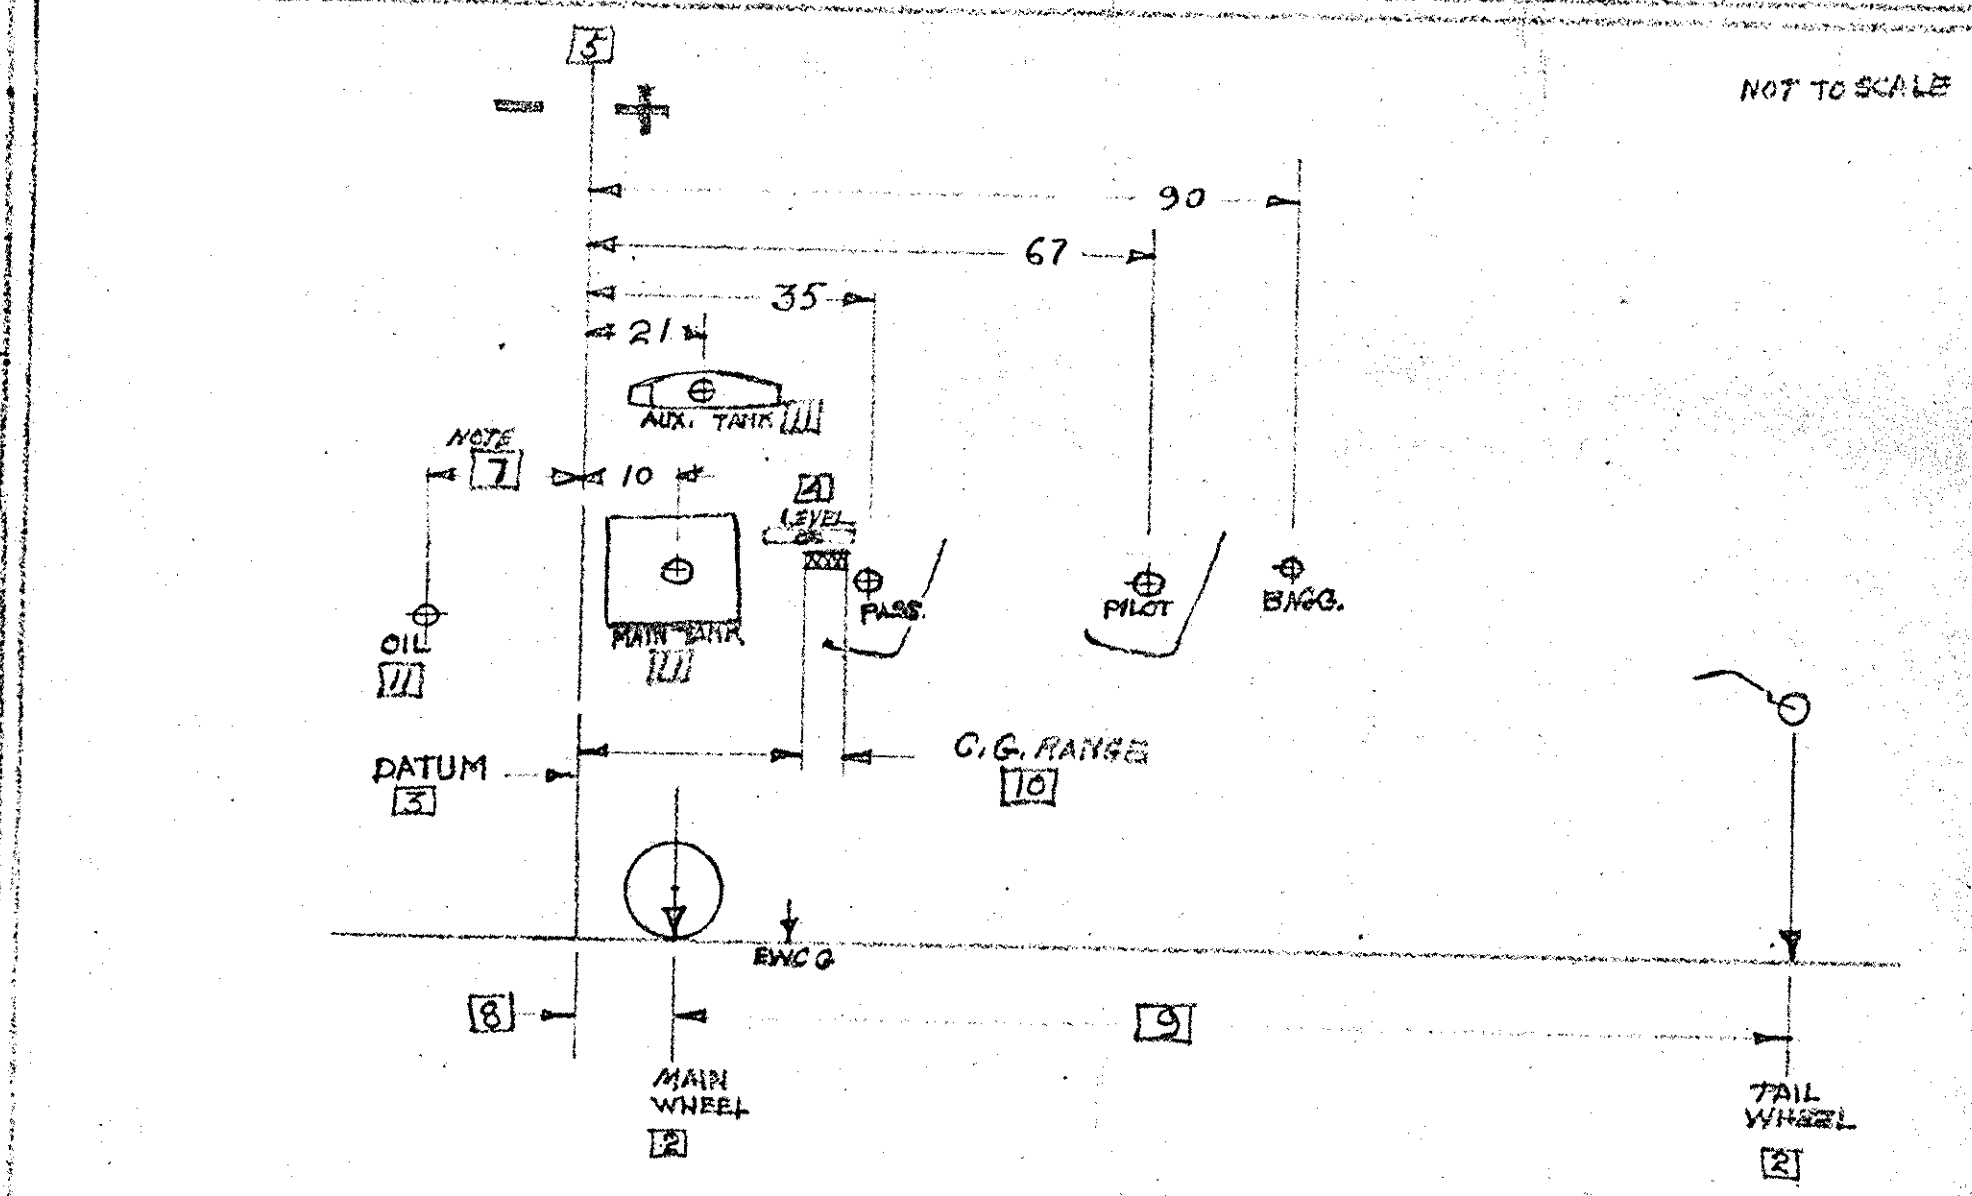 5
NOT TO SCALE
− +
90
67
35
21
AUX. TANK 11
NOTE
7
10
4
LEVEL
PASS.
PILOT
BAGG.
OIL
11
MAIN TANK
11
C.G. RANGE
10
DATUM
3
EWCG
8
9
MAIN
WHEEL
2
TAIL
WHEEL
2